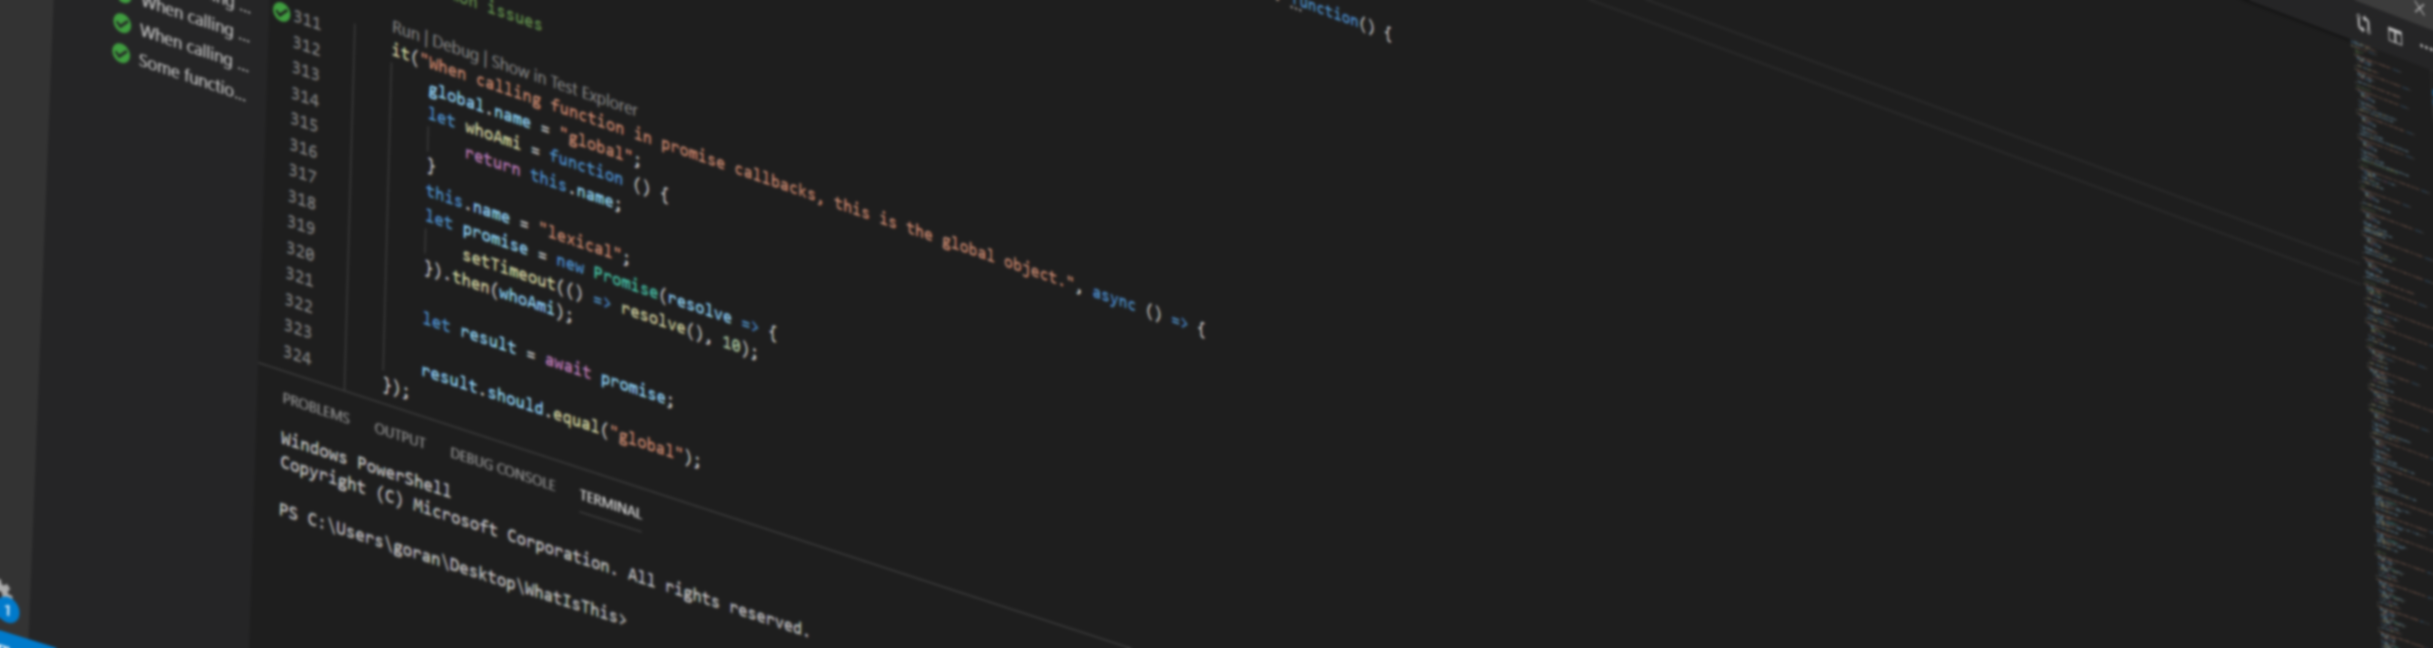 When calling ...
When calling ...
Some functio...
issues
function() {
311
312
313
314
315
316
317
318
319
320
321
322
323
324
Run | Debug | Show in Test Explorer
it("When calling function in promise callbacks, this is the global object.", async () => {
global.name = "global";
let whoAmi = function () {
return this.name;
}
this.name = "lexical";
let promise = new Promise(resolve => {
setTimeout(() => resolve(), 10);
}).then(whoAmi);
let result = await promise;
result.should.equal("global");
});
PROBLEMS OUTPUT DEBUG CONSOLE TERMINAL
Windows PowerShell
Copyright (C) Microsoft Corporation. All rights reserved.
PS C:\Users\goran\Desktop\WhatIsThis>
1